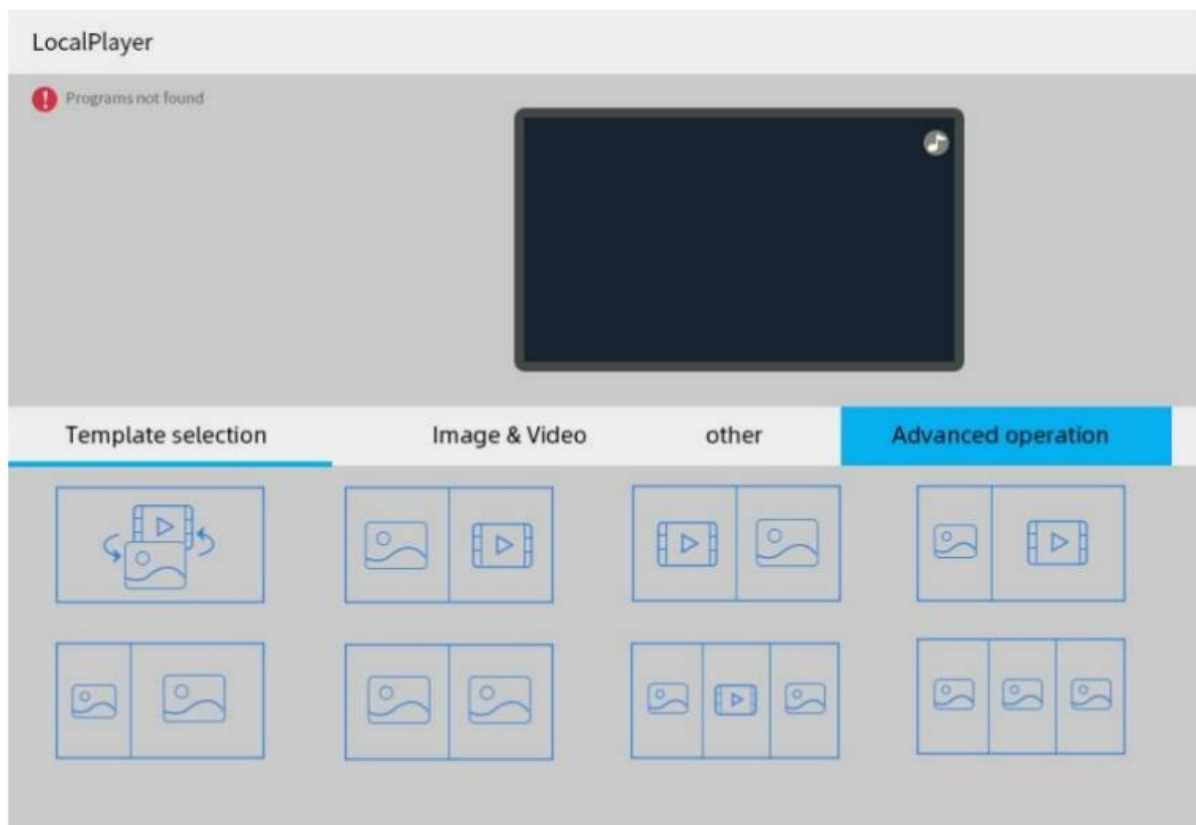 LocalPlayer
Programs not found
Template selection
Image & Video
other
Advanced operation